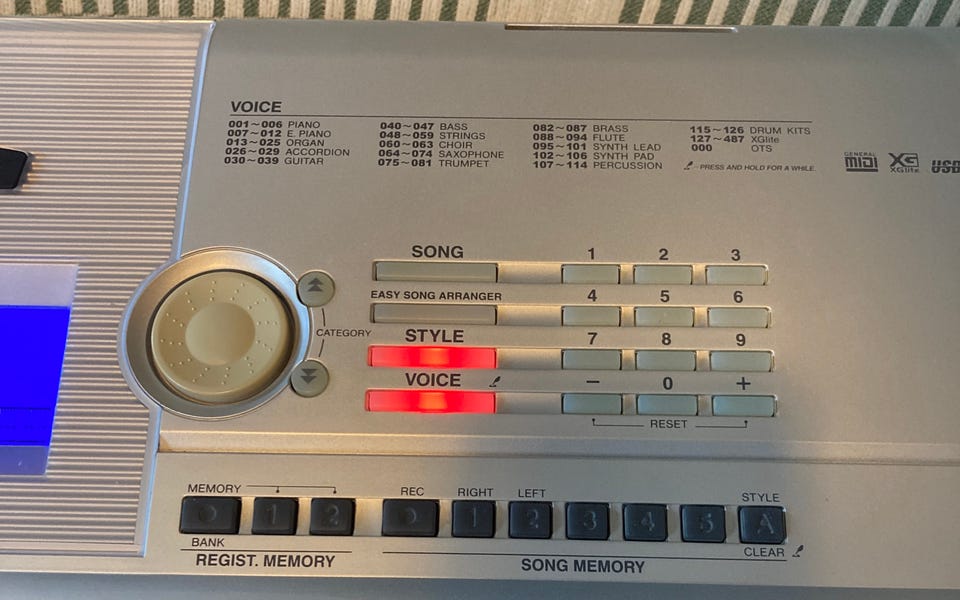 VOICE
001~006 PIANO
007~012 E. PIANO
013~025 ORGAN
026~029 ACCORDION
030~039 GUITAR
040~047 BASS
048~059 STRINGS
060~063 CHOIR
064~074 SAXOPHONE
075~081 TRUMPET
082~087 BRASS
088~094 FLUTE
095~101 SYNTH LEAD
102~106 SYNTH PAD
107~114 PERCUSSION
115~126 DRUM KITS
127~487 XGlite
000 OTS
–PRESS AND HOLD FOR A WHILE.
GENERAL
MIDI
XG
XGlite
USB
SONG
1 2 3
EASY SONG ARRANGER
4 5 6
CATEGORY
STYLE
7 8 9
VOICE
– 0 +
RESET
MEMORY
1 2
BANK
REGIST. MEMORY
REC RIGHT LEFT STYLE
1 2 3 4 5 A
CLEAR
SONG MEMORY